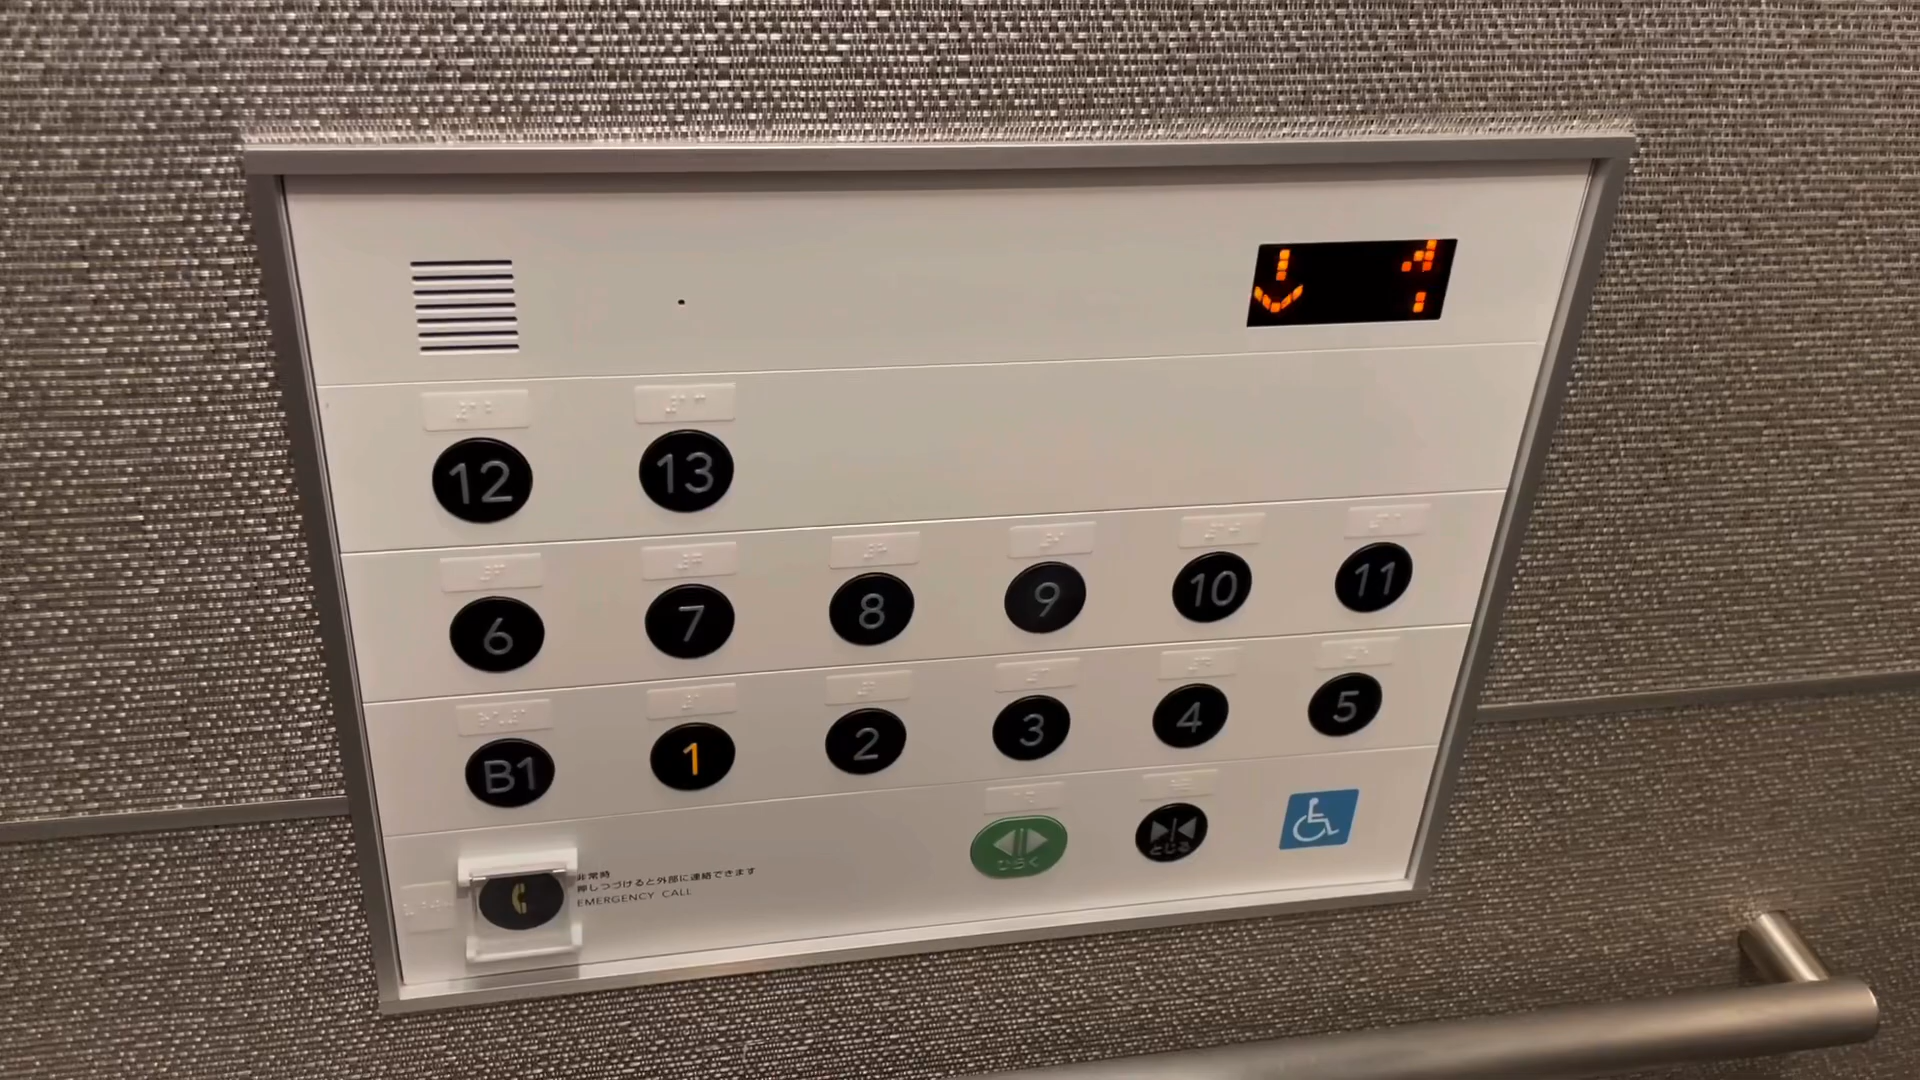 12 13
6 7 8 9 10 11
B1 1 2 3 4 5
ひらく とじる
非常時
押しつづけると外部に連絡できます
EMERGENCY CALL